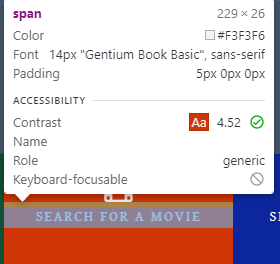 span 229 × 26
Color #F3F3F6
Font 14px "Gentium Book Basic", sans-serif
Padding 5px 0px 0px
ACCESSIBILITY
Contrast Aa 4.52
Name
Role generic
Keyboard-focusable
SEARCH FOR A MOVIE